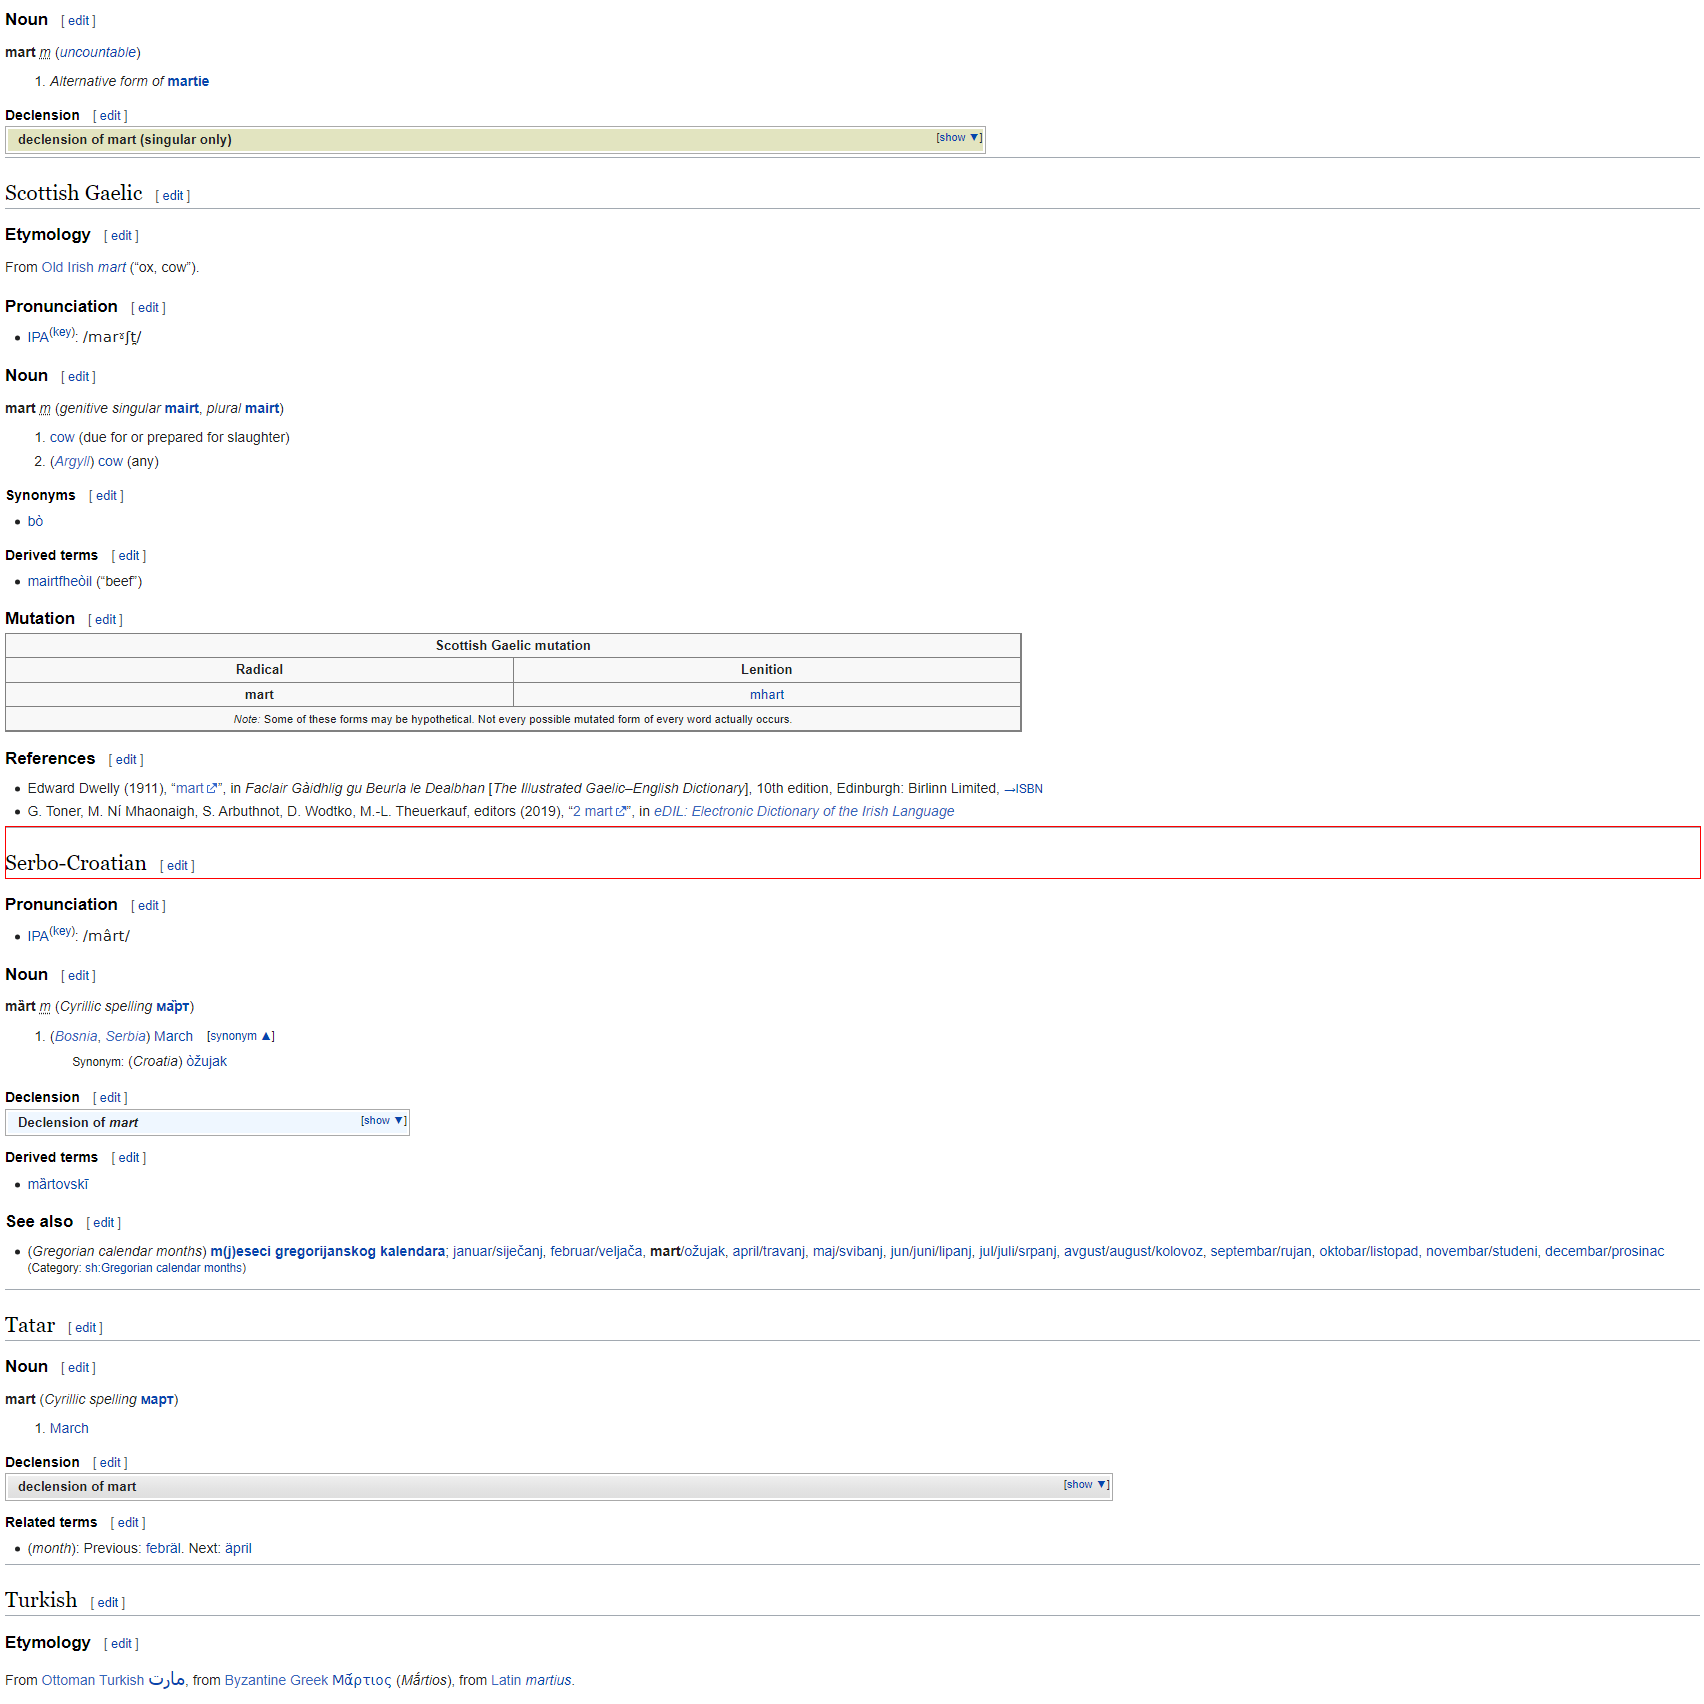 Noun [ edit ]
mart m (uncountable)
1. Alternative form of martie
Declension [ edit ]
declension of mart (singular only) [show ▼]
Scottish Gaelic [ edit ]
Etymology [ edit ]
From Old Irish mart (“ox, cow”).
Pronunciation [ edit ]
• IPA(key): /marˠʃt̪/
Noun [ edit ]
mart m (genitive singular mairt, plural mairt)
1. cow (due for or prepared for slaughter)
2. (Argyll) cow (any)
Synonyms [ edit ]
• bò
Derived terms [ edit ]
• mairtfheòil (“beef”)
Mutation [ edit ]
Scottish Gaelic mutation
Radical Lenition
mart mhart
Note: Some of these forms may be hypothetical. Not every possible mutated form of every word actually occurs.
References [ edit ]
• Edward Dwelly (1911), “mart”, in Faclair Gàidhlig gu Beurla le Dealbhan [The Illustrated Gaelic–English Dictionary], 10th edition, Edinburgh: Birlinn Limited, →ISBN
• G. Toner, M. Ní Mhaonaigh, S. Arbuthnot, D. Wodtko, M.-L. Theuerkauf, editors (2019), “2 mart”, in eDIL: Electronic Dictionary of the Irish Language
Serbo-Croatian [ edit ]
Pronunciation [ edit ]
• IPA(key): /mârt/
Noun [ edit ]
mȁrt m (Cyrillic spelling ма̏рт)
1. (Bosnia, Serbia) March [synonym ▲]
Synonym: (Croatia) òžujak
Declension [ edit ]
Declension of mart [show ▼]
Derived terms [ edit ]
• mȁrtovskī
See also [ edit ]
• (Gregorian calendar months) m(j)eseci gregorijanskog kalendara; januar/siječanj, februar/veljača, mart/ožujak, april/travanj, maj/svibanj, jun/juni/lipanj, jul/juli/srpanj, avgust/august/kolovoz, septembar/rujan, oktobar/listopad, novembar/studeni, decembar/prosinac
(Category: sh:Gregorian calendar months)
Tatar [ edit ]
Noun [ edit ]
mart (Cyrillic spelling март)
1. March
Declension [ edit ]
declension of mart [show ▼]
Related terms [ edit ]
• (month): Previous: febräl. Next: äpril
Turkish [ edit ]
Etymology [ edit ]
From Ottoman Turkish مارت, from Byzantine Greek Μᾰ́ρτιος (Mắrtios), from Latin martius.